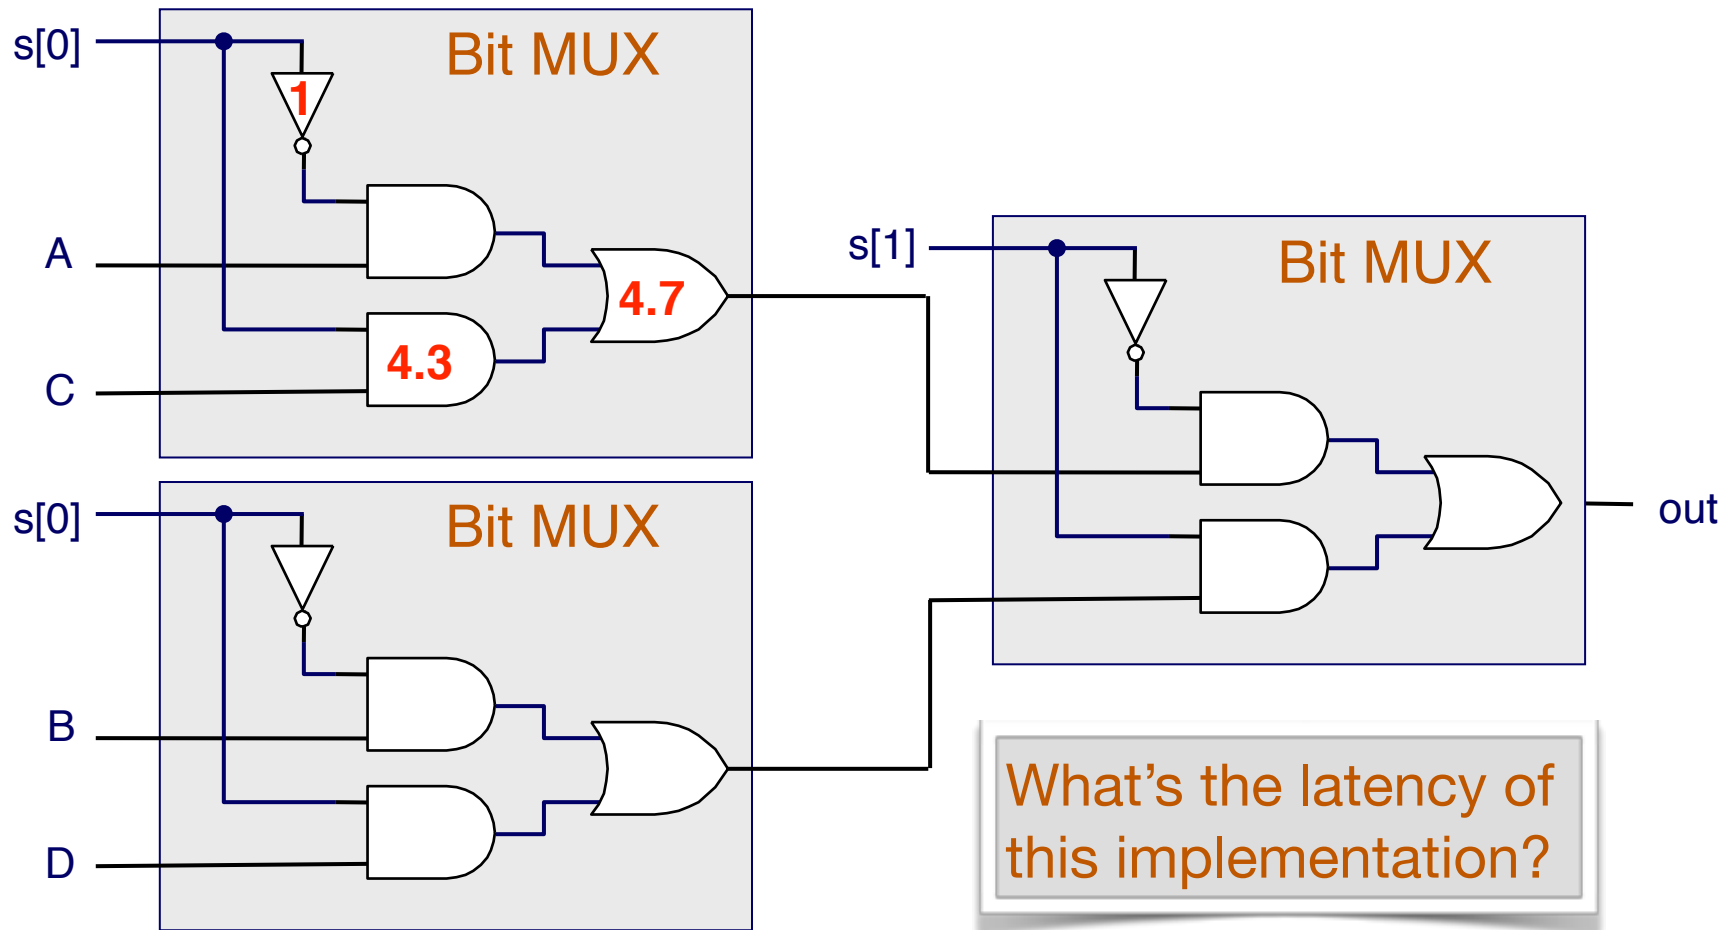 s[0]
Bit MUX
1
A
4.7
4.3
C
s[0]
Bit MUX
B
D
s[1]
Bit MUX
out
What's the latency of
this implementation?